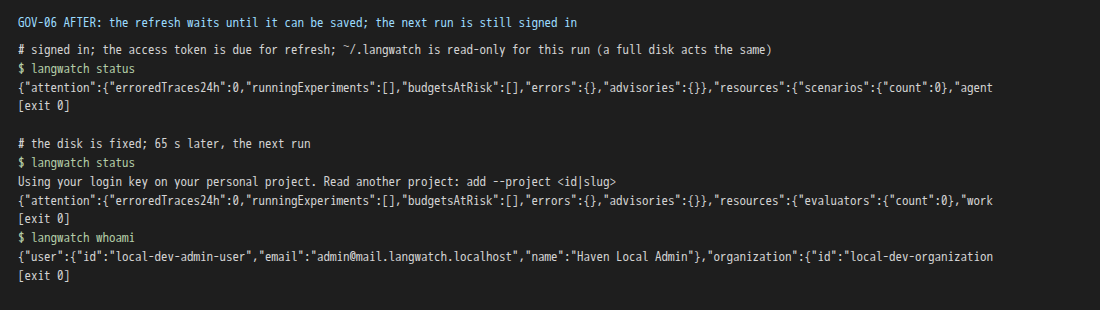 GOV-06 AFTER: the refresh waits until it can be saved; the next run is still signed in
# signed in; the access token is due for refresh; ~/.langwatch is read-only for this run (a full disk acts the same)
$ langwatch status
{"attention":{"erroredTraces24h":0,"runningExperiments":[],"budgetsAtRisk":[],"errors":{},"advisories":{}},"resources":{"scenarios":{"count":0},"agent
[exit 0]
# the disk is fixed; 65 s later, the next run
$ langwatch status
Using your login key on your personal project. Read another project: add --project <id|slug>
{"attention":{"erroredTraces24h":0,"runningExperiments":[],"budgetsAtRisk":[],"errors":{},"advisories":{}},"resources":{"evaluators":{"count":0},"work
[exit 0]
$ langwatch whoami
{"user":{"id":"local-dev-admin-user","email":"admin@mail.langwatch.localhost","name":"Haven Local Admin"},"organization":{"id":"local-dev-organization
[exit 0]